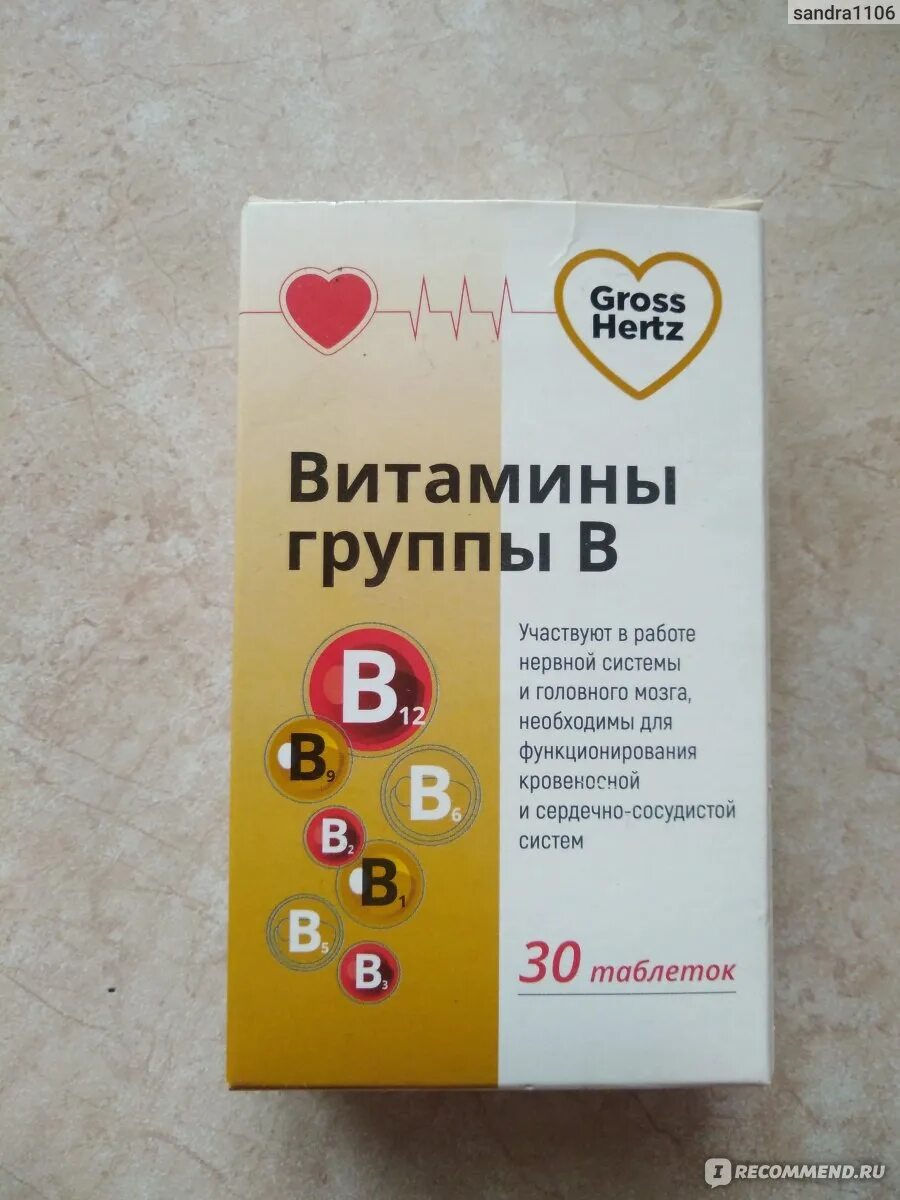 sandra1106
Gross
Hertz
Витамины
группы В
Участвуют в работе
нервной системы
и головного мозга,
необходимы для
функционирования
кровеносной
и сердечно-сосудистой
систем
B12
B9
B6
B2
B1
B5
B3
30 таблеток
IRECOMMEND.RU